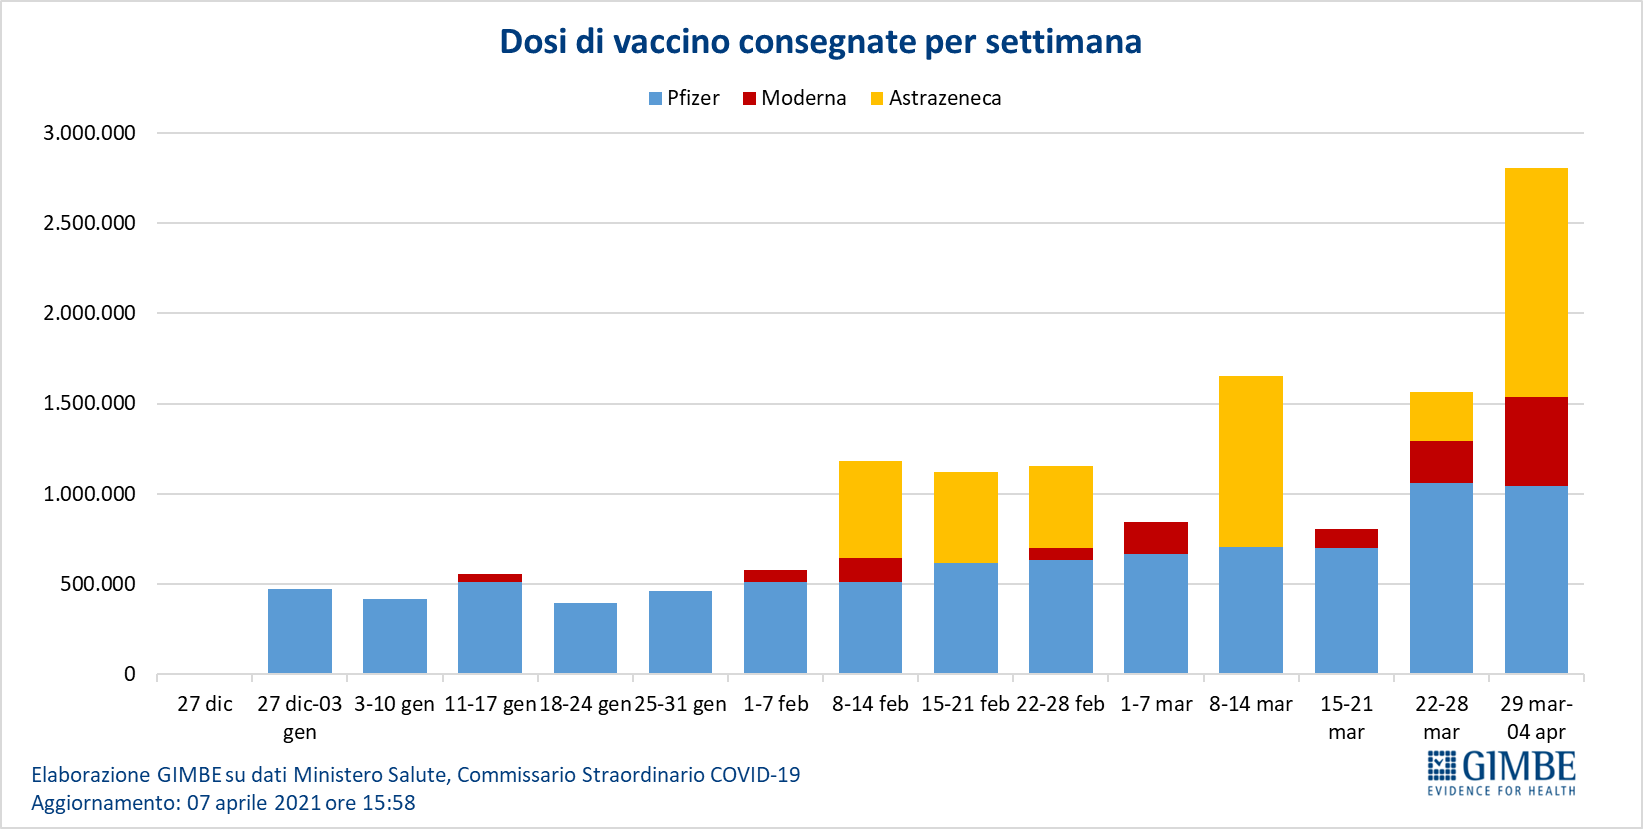 Dosi di vaccino consegnate per settimana
Pfizer Moderna Astrazeneca
3.000.000
2.500.000
2.000.000
1.500.000
1.000.000
500.000
0
27 dic 27 dic-03 3-10 gen 11-17 gen 18-24 gen 25-31 gen 1-7 feb 8-14 feb 15-21 feb 22-28 feb 1-7 mar 8-14 mar 15-21 22-28 29 mar-
gen mar mar 04 apr
Elaborazione GIMBE su dati Ministero Salute, Commissario Straordinario COVID-19
Aggiornamento: 07 aprile 2021 ore 15:58
GIMBE
EVIDENCE FOR HEALTH